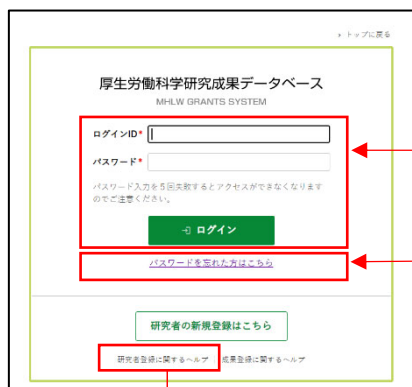 ▸ トップに戻る
厚生労働科学研究成果データベース
MHLW GRANTS SYSTEM
ログインID*
パスワード*
パスワード入力を5回失敗するとアクセスができなくなります
のでご注意ください。
ログイン
パスワードを忘れた方はこちら
研究者の新規登録はこちら
研究者登録に関するヘルプ 成果登録に関するヘルプ